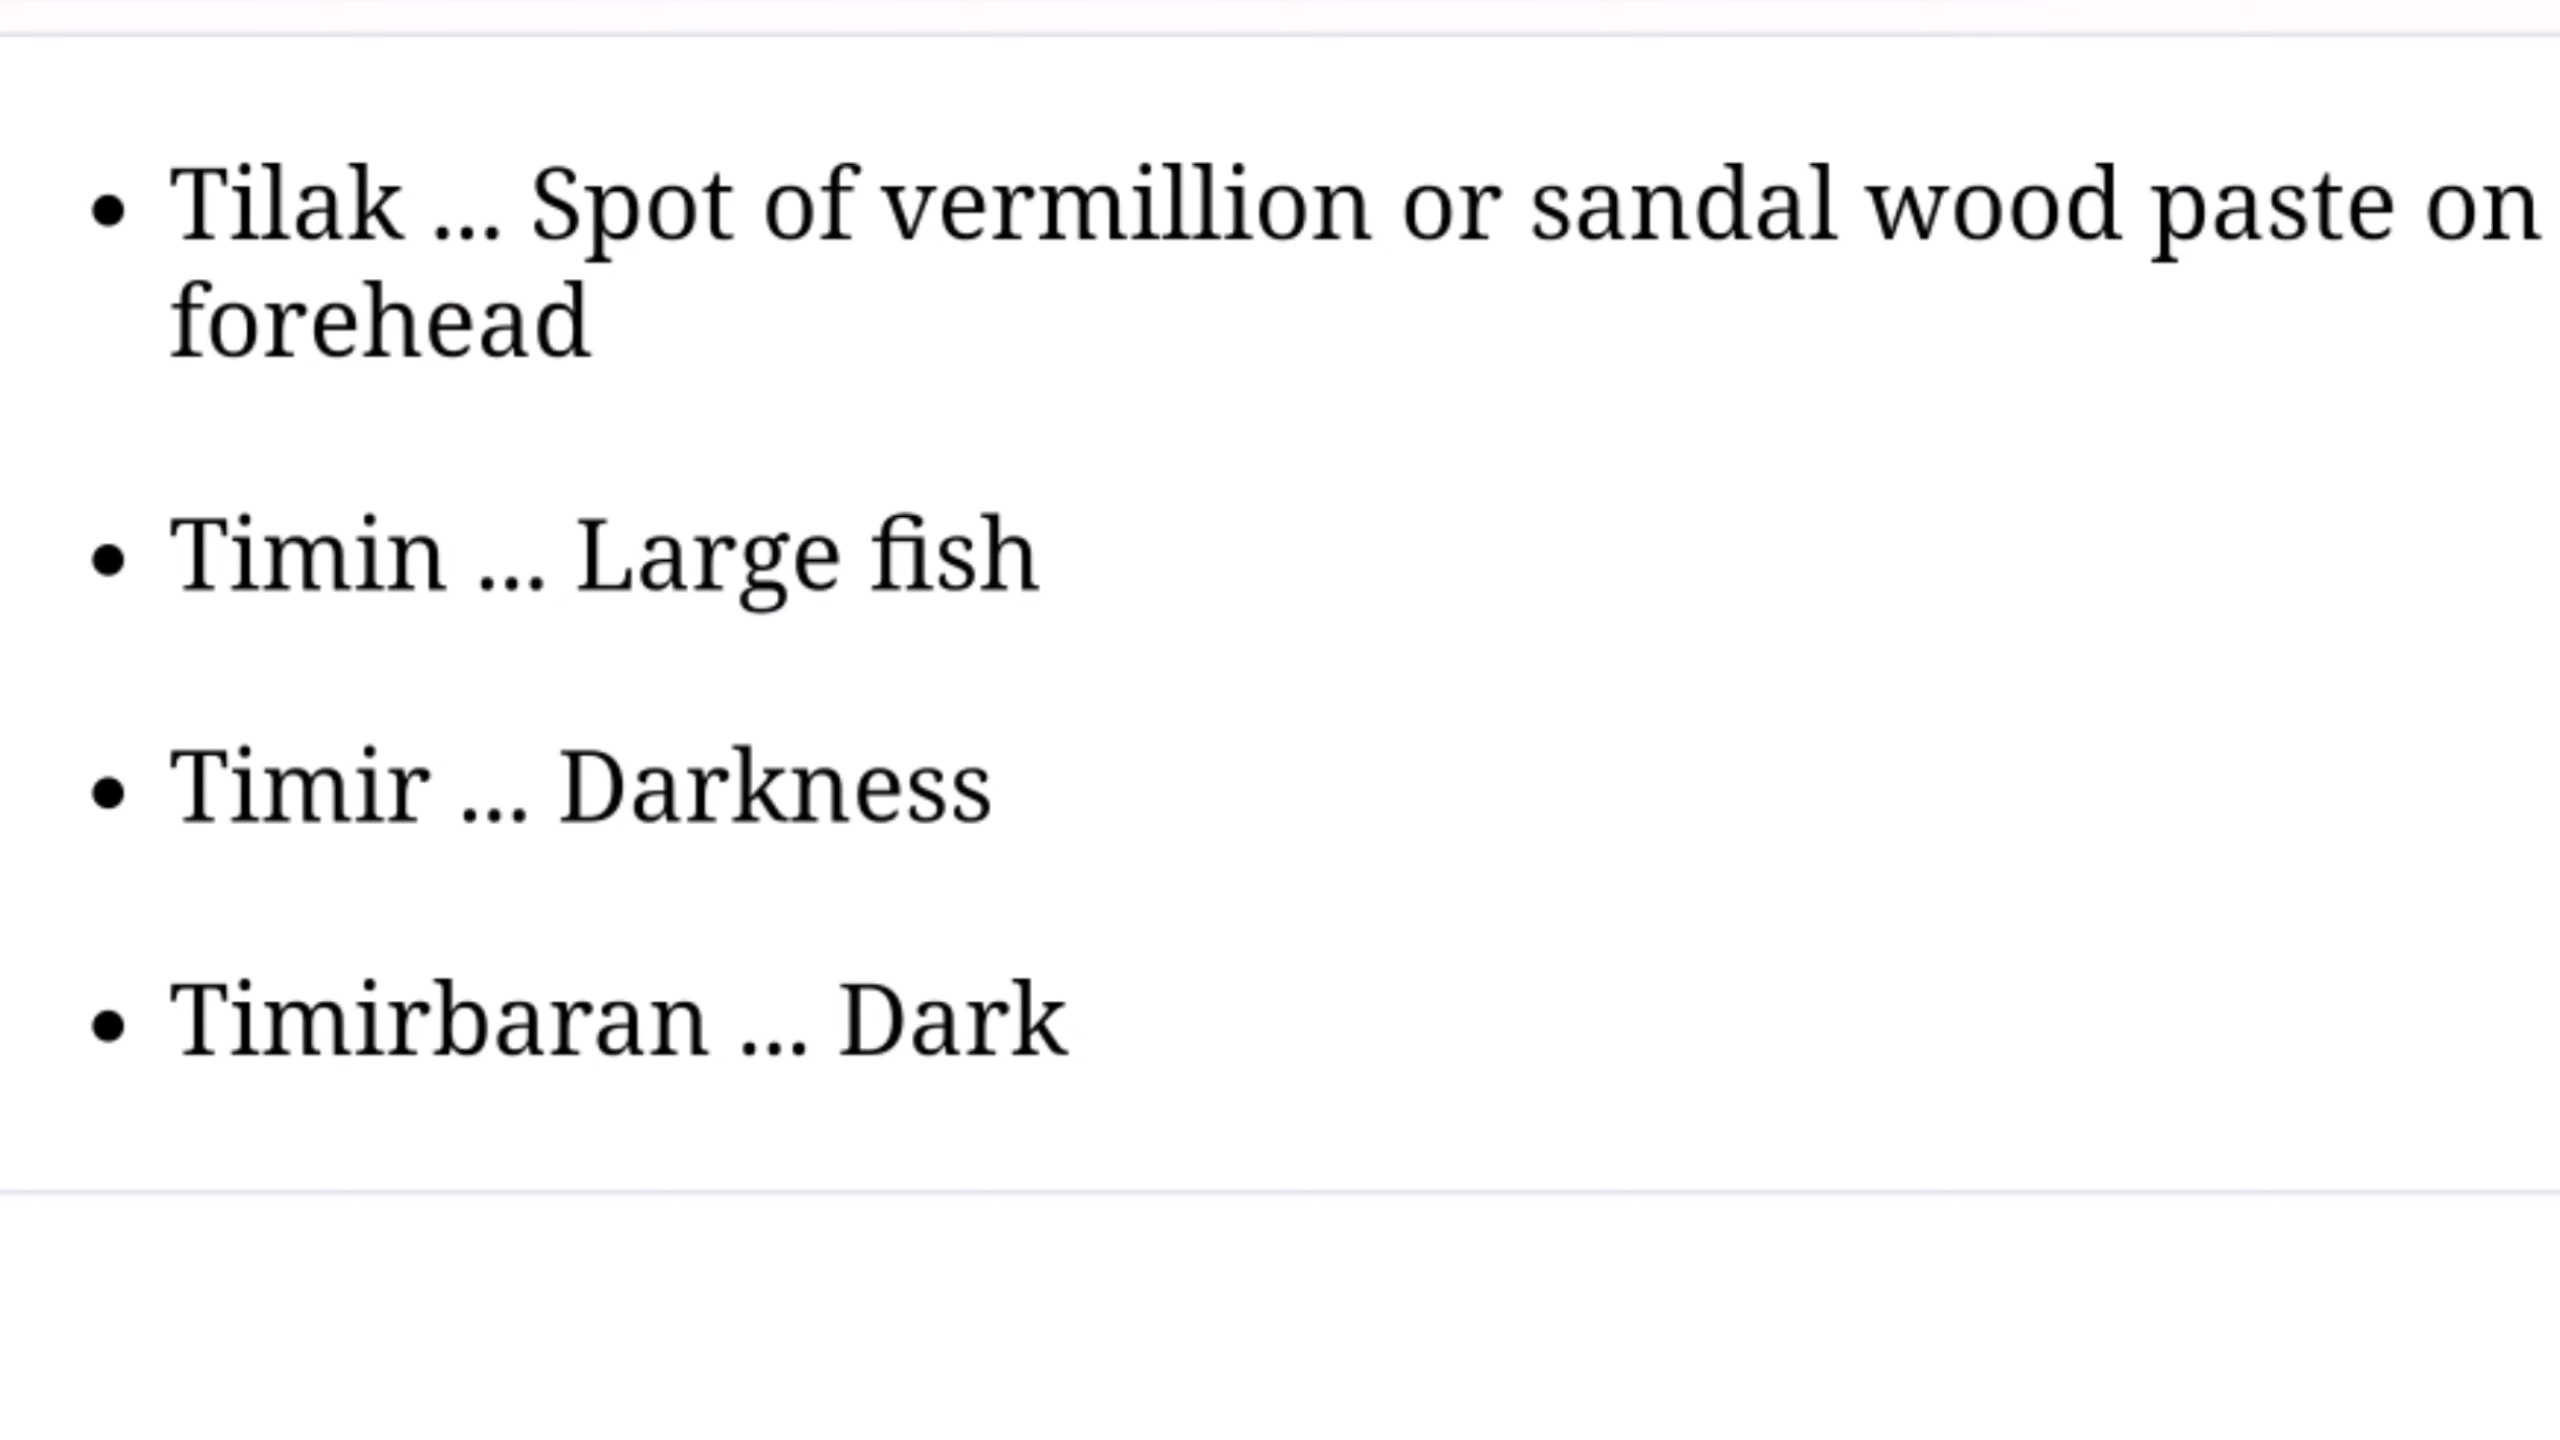 • Tilak ... Spot of vermillion or sandal wood paste on
forehead
• Timin ... Large fish
• Timir ... Darkness
• Timirbaran ... Dark